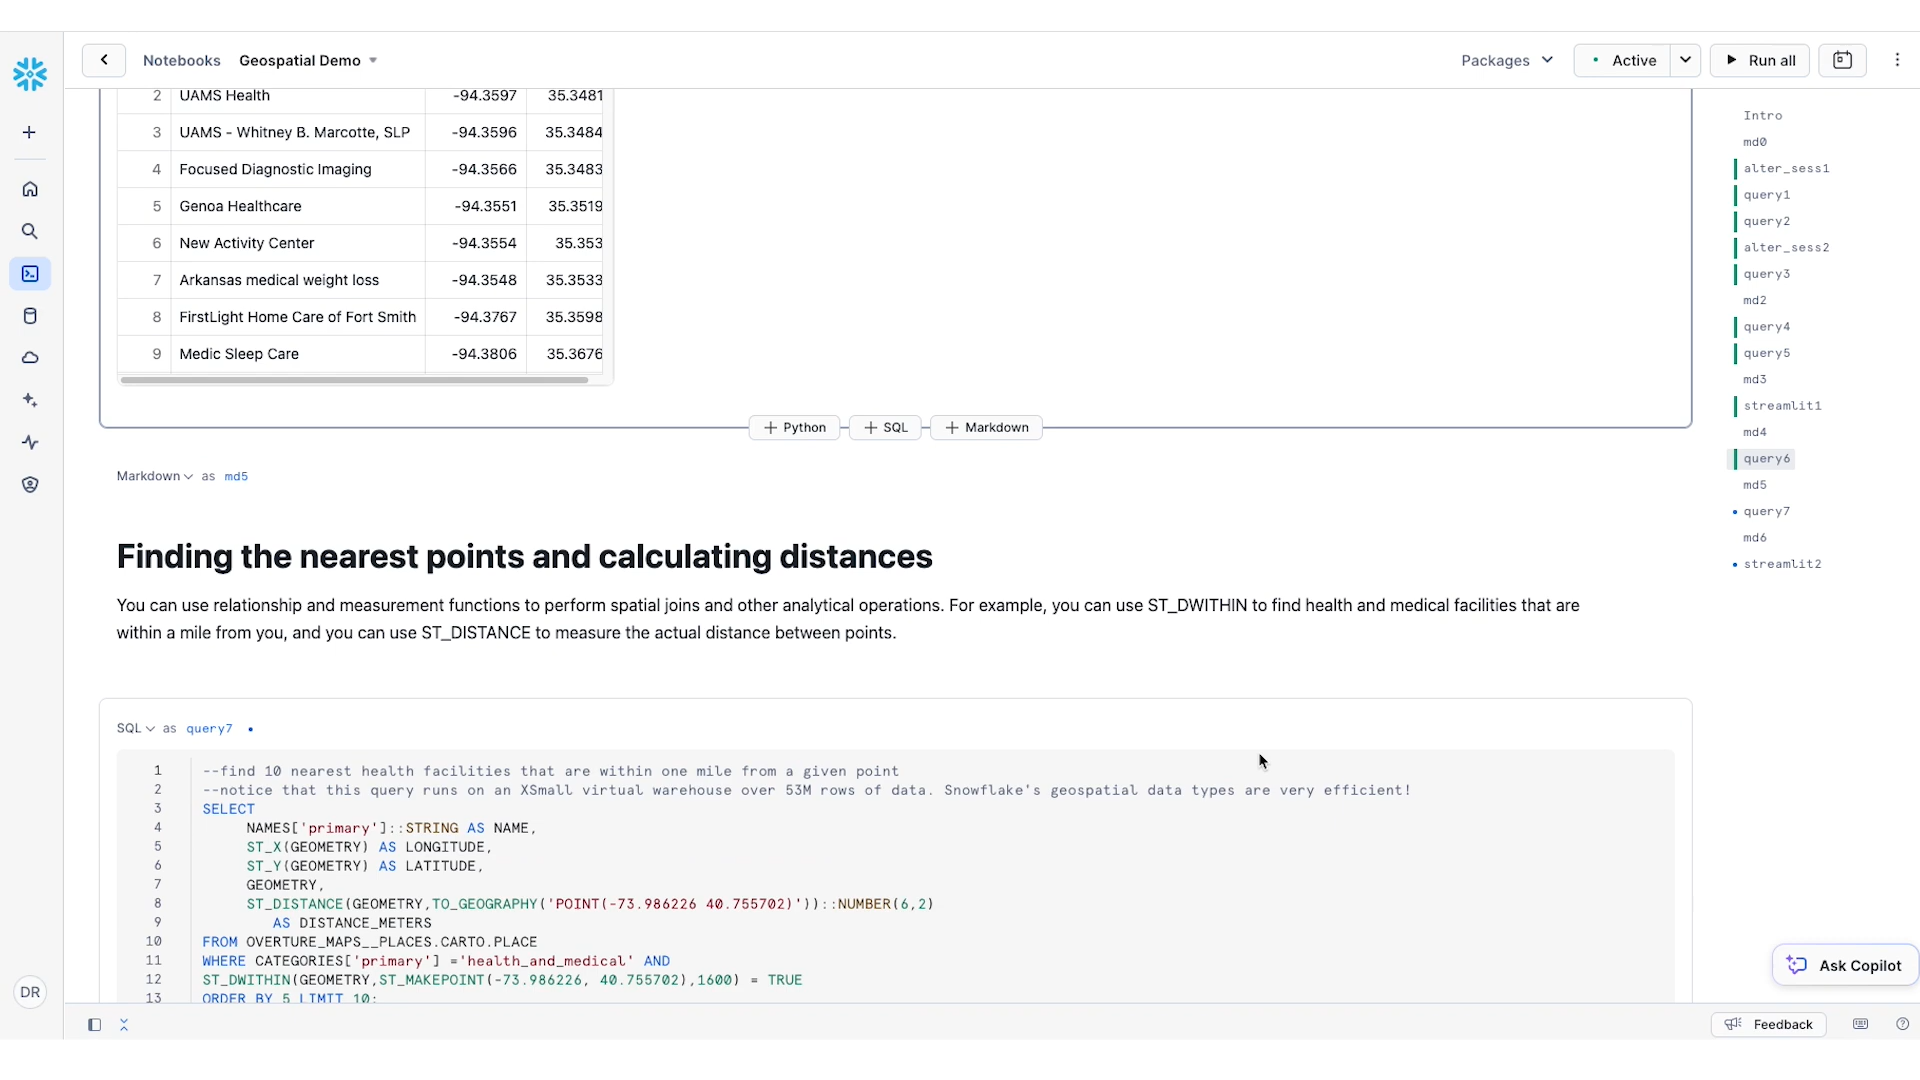 Notebooks Geospatial Demo
Packages Active Run all
2 UAMS Health -94.3597 35.3481
3 UAMS - Whitney B. Marcotte, SLP -94.3596 35.3484
4 Focused Diagnostic Imaging -94.3566 35.3483
5 Genoa Healthcare -94.3551 35.3519
6 New Activity Center -94.3554 35.353
7 Arkansas medical weight loss -94.3548 35.3533
8 FirstLight Home Care of Fort Smith -94.3767 35.3598
9 Medic Sleep Care -94.3806 35.3676
+ Python + SQL + Markdown
Markdown as md5
Finding the nearest points and calculating distances
You can use relationship and measurement functions to perform spatial joins and other analytical operations. For example, you can use ST_DWITHIN to find health and medical facilities that are
within a mile from you, and you can use ST_DISTANCE to measure the actual distance between points.
SQL as query7
1 --find 10 nearest health facilities that are within one mile from a given point
2 --notice that this query runs on an XSmall virtual warehouse over 53M rows of data. Snowflake's geospatial data types are very efficient!
3 SELECT
4 NAMES['primary']::STRING AS NAME,
5 ST_X(GEOMETRY) AS LONGITUDE,
6 ST_Y(GEOMETRY) AS LATITUDE,
7 GEOMETRY,
8 ST_DISTANCE(GEOMETRY,TO_GEOGRAPHY('POINT(-73.986226 40.755702)'))::NUMBER(6,2)
9 AS DISTANCE_METERS
10 FROM OVERTURE_MAPS__PLACES.CARTO.PLACE
11 WHERE CATEGORIES['primary'] ='health_and_medical' AND
12 ST_DWITHIN(GEOMETRY,ST_MAKEPOINT(-73.986226, 40.755702),1600) = TRUE
13 ORDER BY 5 LIMIT 10;
Intro
md0
alter_sess1
query1
query2
alter_sess2
query3
md2
query4
query5
md3
streamlit1
md4
query6
md5
query7
md6
streamlit2
Ask Copilot
DR
Feedback